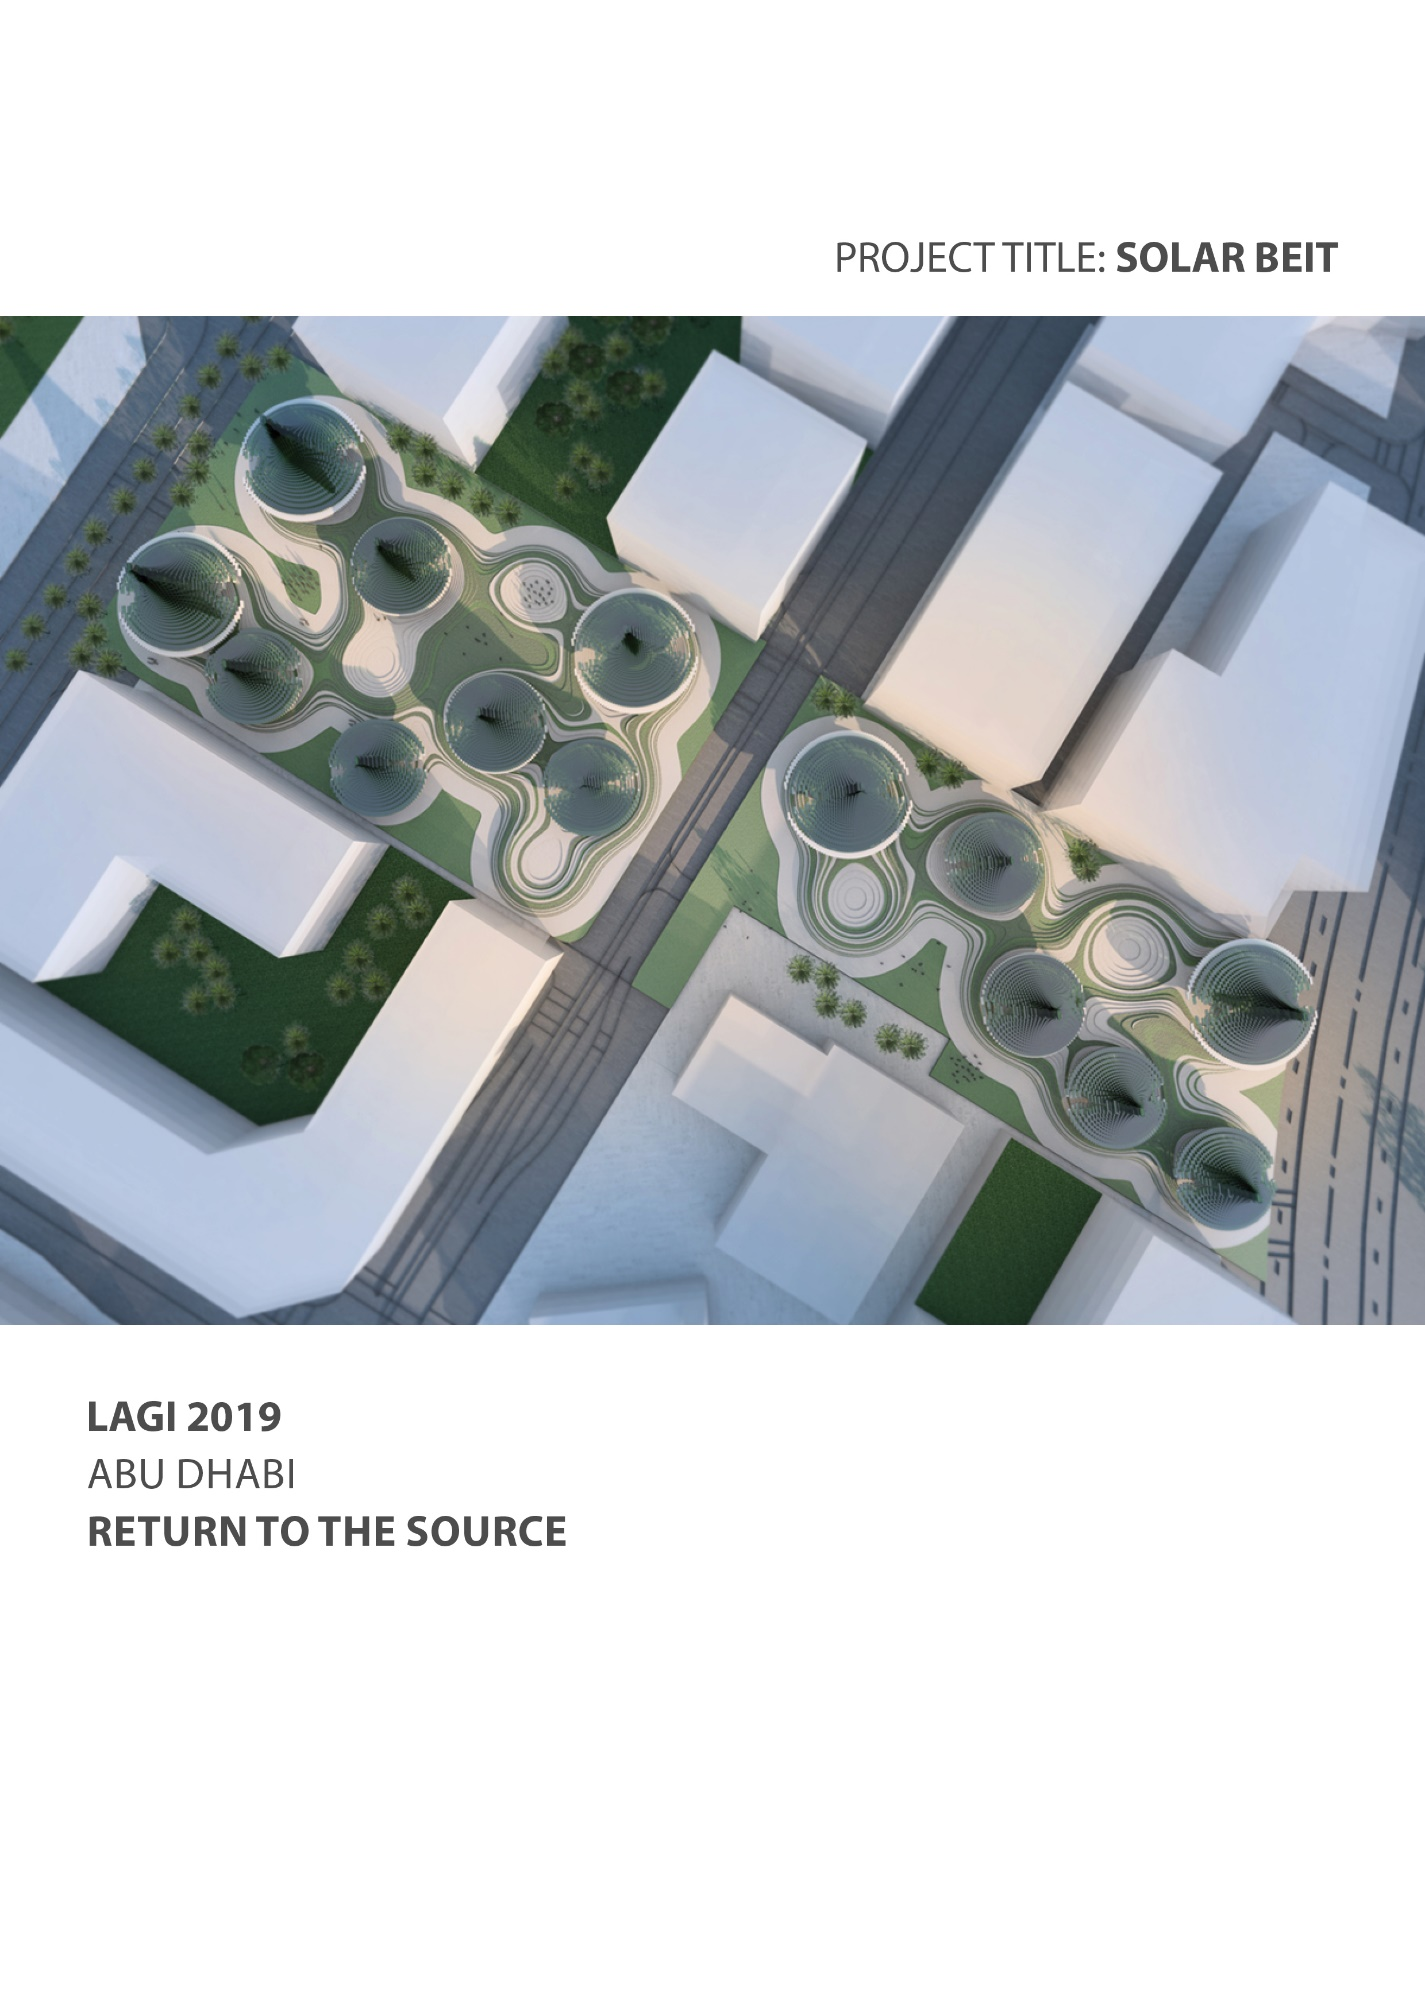 PROJECT TITLE: SOLAR BEIT
LAGI 2019
ABU DHABI
RETURN TO THE SOURCE